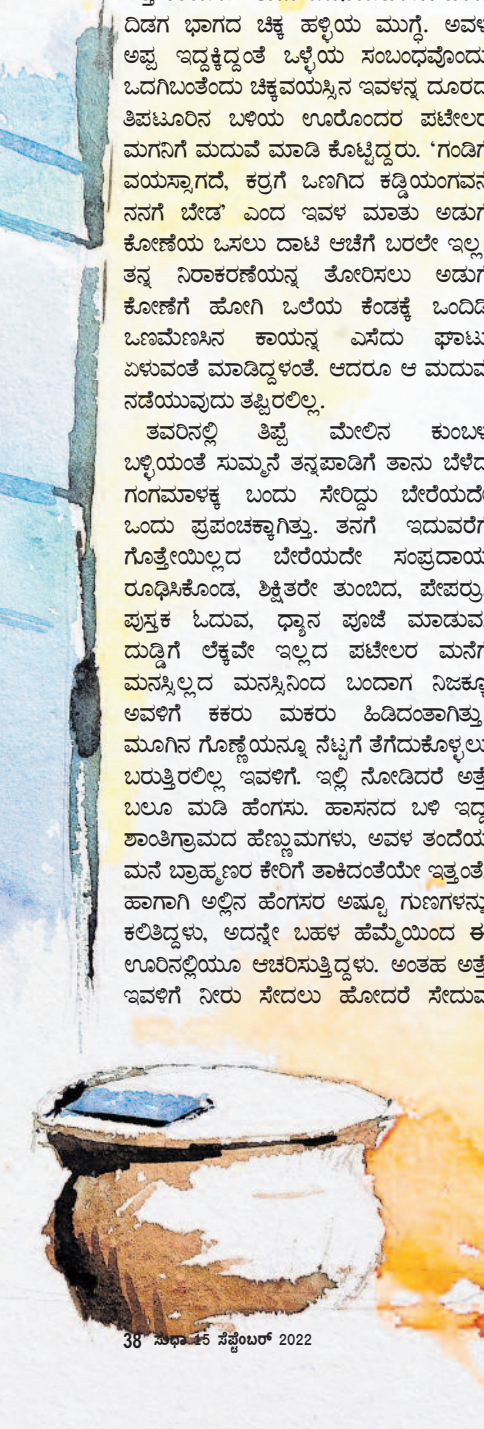 ದಿಡಗ ಭಾಗದ ಚಿಕ್ಕ ಹಳ್ಳಿಯ ಮುಗ್ಧೆ. ಅವಳ
ಅಪ್ಪ ಇದ್ದಕ್ಕಿದ್ದಂತೆ ಒಳ್ಳೆಯ ಸಂಬಂಧವೊಂದು
ಒದಗಿಬಂತೆಂದು ಚಿಕ್ಕವಯಸ್ಸಿನ ಇವಳನ್ನ ದೂರದ
ತಿಪಟೂರಿನ ಬಳಿಯ ಊರೊಂದರ ಪಟೇಲರ
ಮಗನಿಗೆ ಮದುವೆ ಮಾಡಿ ಕೊಟ್ಟಿದ್ದರು. ‘ಗಂಡಿಗೆ
ವಯಸ್ಸಾಗದೆ, ಕರ್‍ರಗೆ ಒಣಗಿದ ಕಡ್ಡಿಯಂಗವನೆ
ನನಗೆ ಬೇಡ’ ಎಂದ ಇವಳ ಮಾತು ಅಡುಗೆ
ಕೋಣೆಯ ಒಸಲು ದಾಟಿ ಆಚೆಗೆ ಬರಲೇ ಇಲ್ಲ
ತನ್ನ ನಿರಾಕರಣೆಯನ್ನ ತೋರಿಸಲು ಅಡುಗೆ
ಕೋಣೆಗೆ ಹೋಗಿ ಒಲೆಯ ಕೆಂಡಕ್ಕೆ ಒಂದಿಡಿ
ಒಣಮೆಣಸಿನ ಕಾಯನ್ನ ಎಸೆದು ಘಾಟು
ಏಳುವಂತೆ ಮಾಡಿದ್ದಳಂತೆ. ಆದರೂ ಆ ಮದುವೆ
ನಡೆಯುವುದು ತಪ್ಪಿರಲಿಲ್ಲ.
ತವರಿನಲ್ಲಿ ತಿಪ್ಪೆ ಮೇಲಿನ ಕುಂಬಳ
ಬಳ್ಳಿಯಂತೆ ಸುಮ್ಮನೆ ತನ್ನಪಾಡಿಗೆ ತಾನು ಬೆಳೆದ
ಗಂಗಮಾಳಕ್ಕ ಬಂದು ಸೇರಿದ್ದು ಬೇರೆಯದೇ
ಒಂದು ಪ್ರಪಂಚಕ್ಕಾಗಿತ್ತು. ತನಗೆ ಇದುವರೆಗೆ
ಗೊತ್ತೇಯಿಲ್ಲದ ಬೇರೆಯದೇ ಸಂಪ್ರದಾಯ
ರೂಢಿಸಿಕೊಂಡ, ಶಿಕ್ಷಿತರೇ ತುಂಬಿದ, ಪೇಪರ್‍ರು,
ಪುಸ್ತಕ ಓದುವ, ಧ್ಯಾನ ಪೂಜೆ ಮಾಡುವ,
ದುಡ್ಡಿಗೆ ಲೆಕ್ಕವೇ ಇಲ್ಲದ ಪಟೇಲರ ಮನೆಗೆ
ಮನಸ್ಸಿಲ್ಲದ ಮನಸ್ಸಿನಿಂದ ಬಂದಾಗ ನಿಜಕ್ಕೂ
ಅವಳಿಗೆ ಕಕರು ಮಕರು ಹಿಡಿದಂತಾಗಿತ್ತು.
ಮೂಗಿನ ಗೊಣ್ಣೆಯನ್ನೂ ನೆಟ್ಟಗೆ ತೆಗೆದುಕೊಳ್ಳಲು
ಬರುತ್ತಿರಲಿಲ್ಲ ಇವಳಿಗೆ. ಇಲ್ಲಿ ನೋಡಿದರೆ ಅತ್ತೆ
ಬಲೂ ಮಡಿ ಹೆಂಗಸು. ಹಾಸನದ ಬಳಿ ಇದ್ದ
ಶಾಂತಿಗ್ರಾಮದ ಹೆಣ್ಣುಮಗಳು, ಅವಳ ತಂದೆಯ
ಮನೆ ಬ್ರಾಹ್ಮಣರ ಕೇರಿಗೆ ತಾಕಿದಂತೆಯೇ ಇತ್ತಂತೆ.
ಹಾಗಾಗಿ ಅಲ್ಲಿನ ಹೆಂಗಸರ ಅಷ್ಟೂ ಗುಣಗಳನ್ನು
ಕಲಿತಿದ್ದಳು, ಅದನ್ನೇ ಬಹಳ ಹೆಮ್ಮೆಯಿಂದ ಈ
ಊರಿನಲ್ಲಿಯೂ ಆಚರಿಸುತ್ತಿದ್ದಳು. ಅಂತಹ ಅತ್ತೆ
ಇವಳಿಗೆ ನೀರು ಸೇದಲು ಹೋದರೆ ಸೇದುವ
38 ಸುಧಾ 15 ಸೆಪ್ಟೆಂಬರ್ 2022